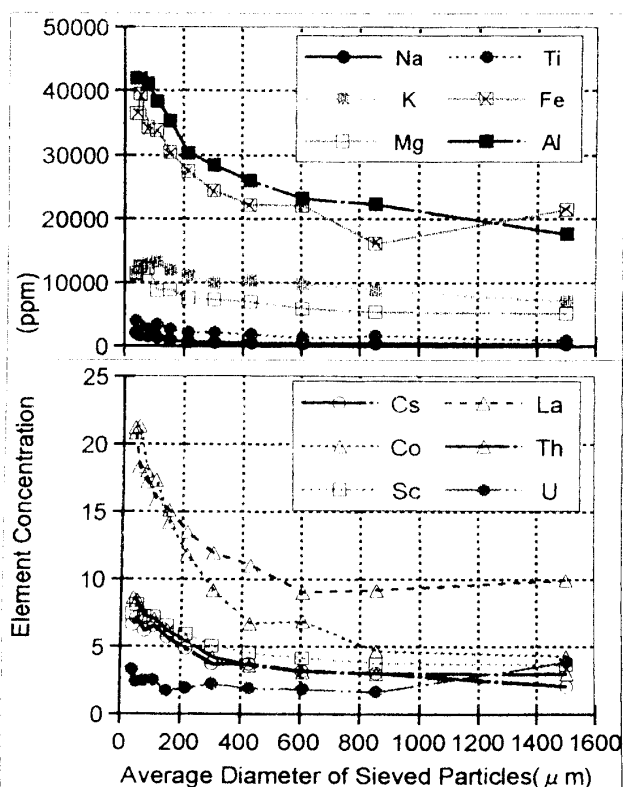 50000
40000
30000
20000
10000
0
Na Ti
K Fe
Mg Al
25
20
15
10
5
0
Cs La
Co Th
Sc U
0 200 400 600 800 1000 1200 1400 1600
Element Concentration (ppm)
Average Diameter of Sieved Particles(μm)